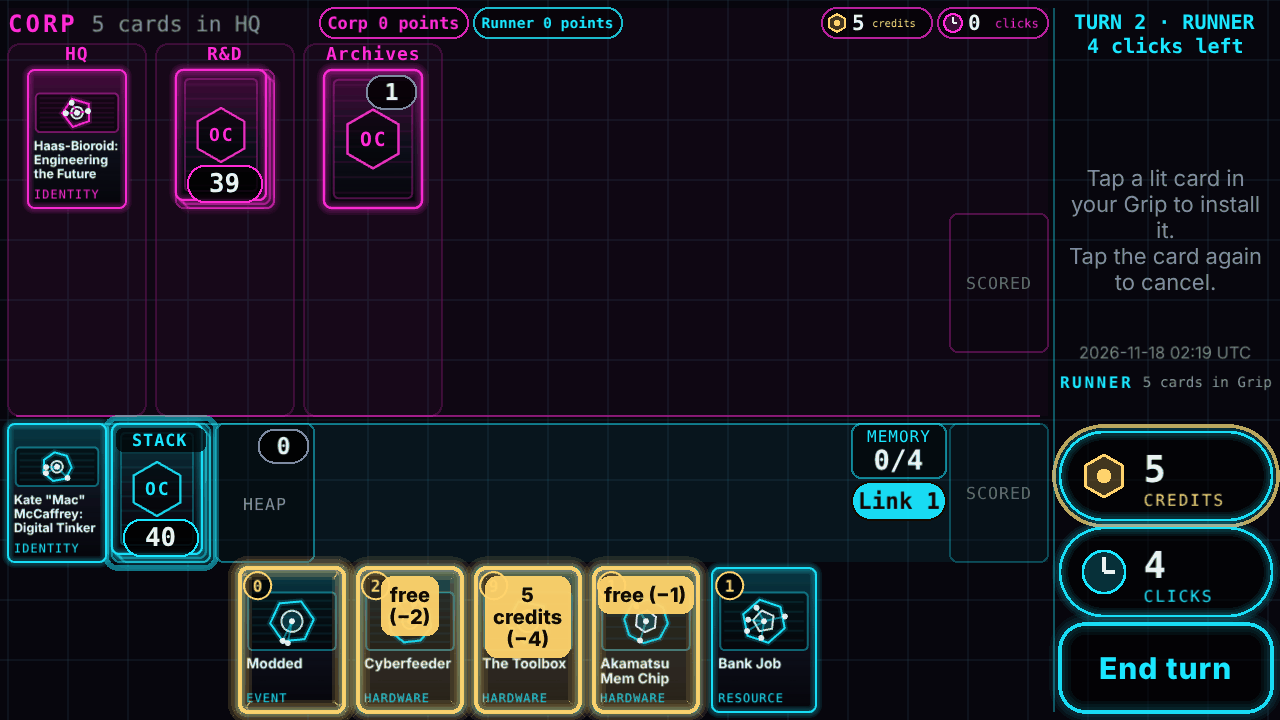 CORP 5 cards in HQ
Corp 0 points
Runner 0 points
5 credits
0 clicks
TURN 2 · RUNNER
4 clicks left
HQ
R&D
Archives
Haas-Bioroid:
Engineering
the Future
IDENTITY
OC
39
1
OC
SCORED
Tap a lit card in
your Grip to install
it.
Tap the card again
to cancel.
2026-11-18 02:19 UTC
RUNNER 5 cards in Grip
Kate "Mac"
McCaffrey:
Digital Tinker
IDENTITY
STACK
OC
40
0
HEAP
MEMORY
0/4
Link 1
SCORED
5
CREDITS
4
CLICKS
End turn
0
Modded
EVENT
2
free
(−2)
Cyberfeeder
HARDWARE
5
credits
(−4)
The Toolbox
HARDWARE
free (−1)
Akamatsu
Mem Chip
HARDWARE
1
Bank Job
RESOURCE